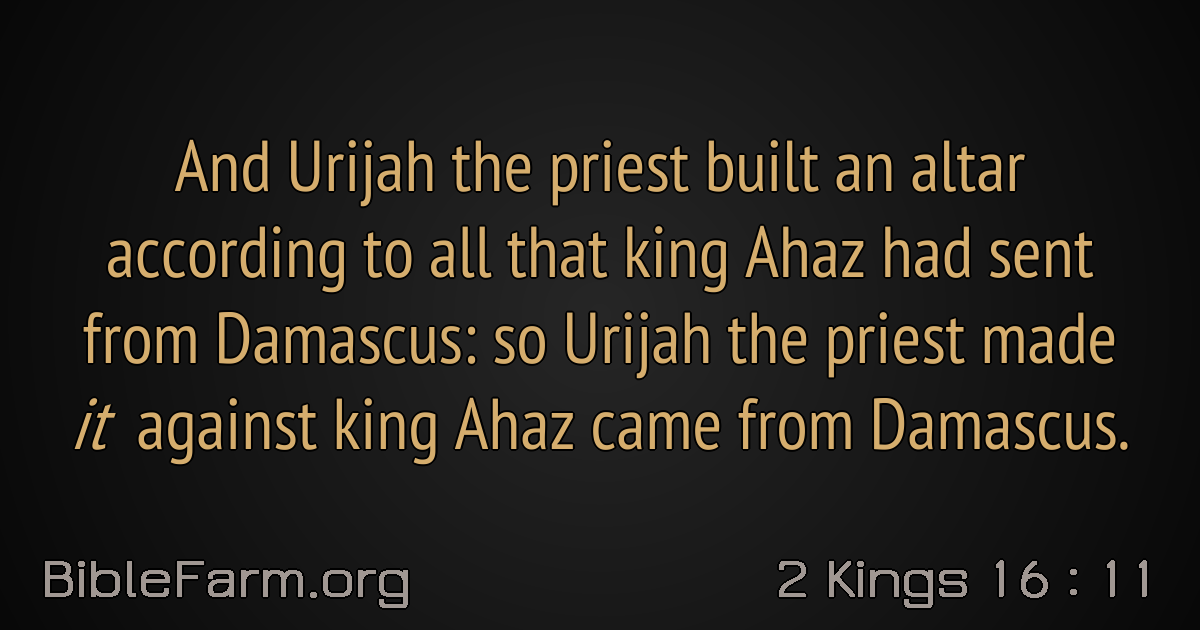 And Urijah the priest built an altar
according to all that king Ahaz had sent
from Damascus: so Urijah the priest made
it against king Ahaz came from Damascus.
BibleFarm.org
2 Kings 16 : 11